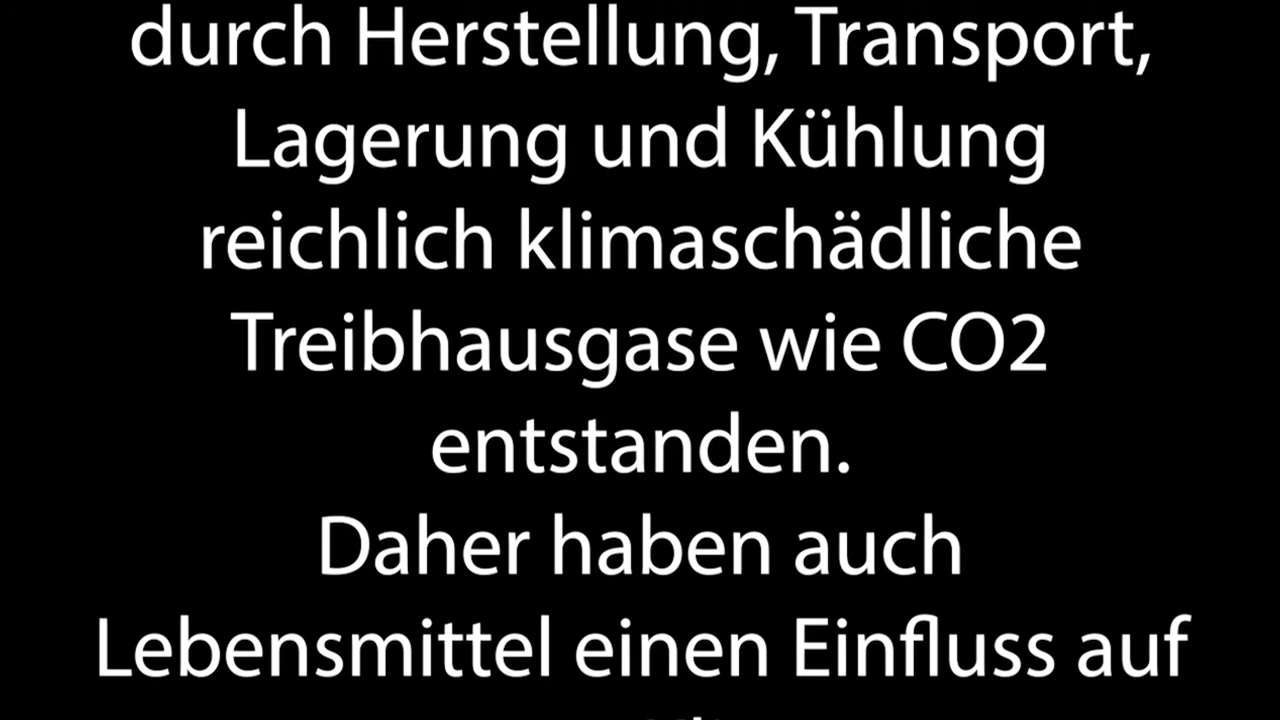 durch Herstellung, Transport,
Lagerung und Kühlung
reichlich klimaschädliche
Treibhausgase wie CO2
entstanden.
Daher haben auch
Lebensmittel einen Einfluss auf